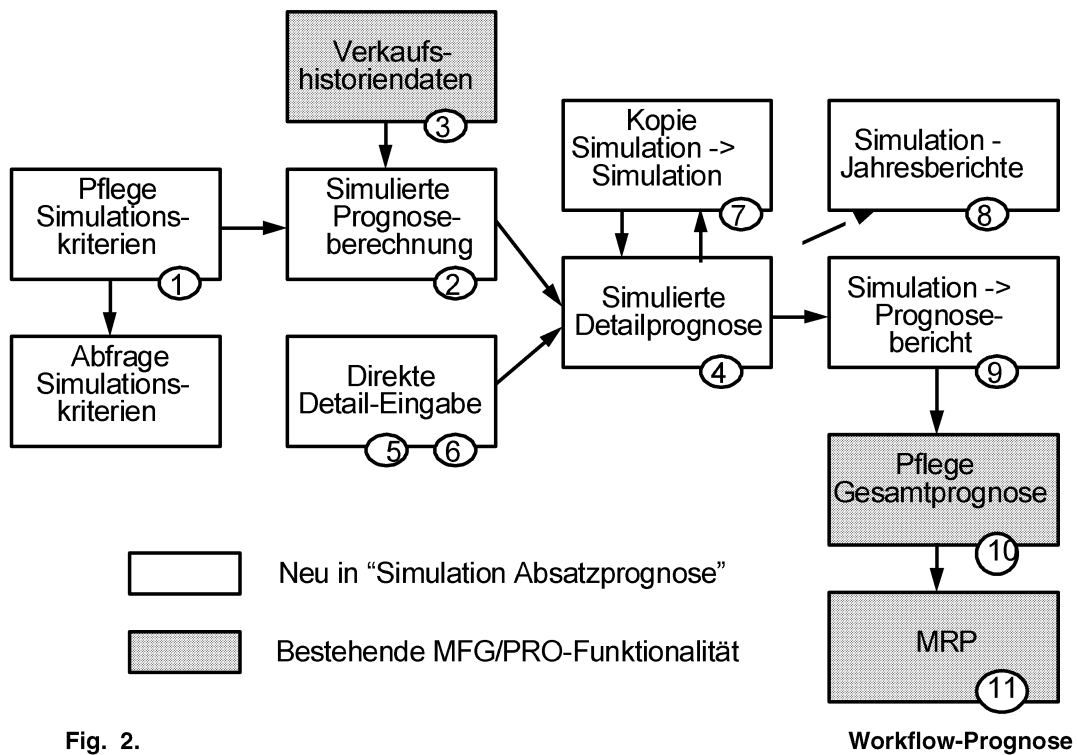 Verkaufs-
historiendaten
3
Pflege
Simulations-
kriterien
1
Simulierte
Prognose-
berechnung
2
Kopie
Simulation ->
Simulation
7
Simulation -
Jahresberichte
8
Abfrage
Simulations-
kriterien
Direkte
Detail-Eingabe
5 6
Simulierte
Detailprognose
4
Simulation ->
Prognose-
bericht
9
Pflege
Gesamtprognose
10
MRP
11
Neu in “Simulation Absatzprognose”
Bestehende MFG/PRO-Funktionalität
Fig. 2.
Workflow-Prognose